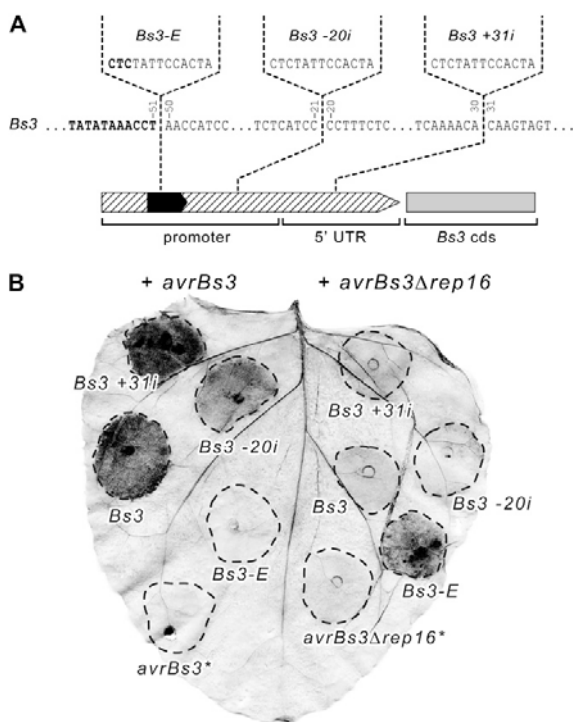 A
Bs3-E Bs3 -20i Bs3 +31i
CTCTATTCCACTA CTCTATTCCACTA CTCTATTCCACTA
-51 -50 -21 -20 30 31
Bs3 ...TATATAAACCT AACCATCC...TCTCATCC CCTTTCTC...TCAAAACA CAAGTAGT...
promoter 5' UTR Bs3 cds
B
+ avrBs3 + avrBs3Δrep16
Bs3 +31i Bs3 +31i
Bs3 -20i Bs3 -20i
Bs3 Bs3
Bs3-E Bs3-E
avrBs3* avrBs3Δrep16*